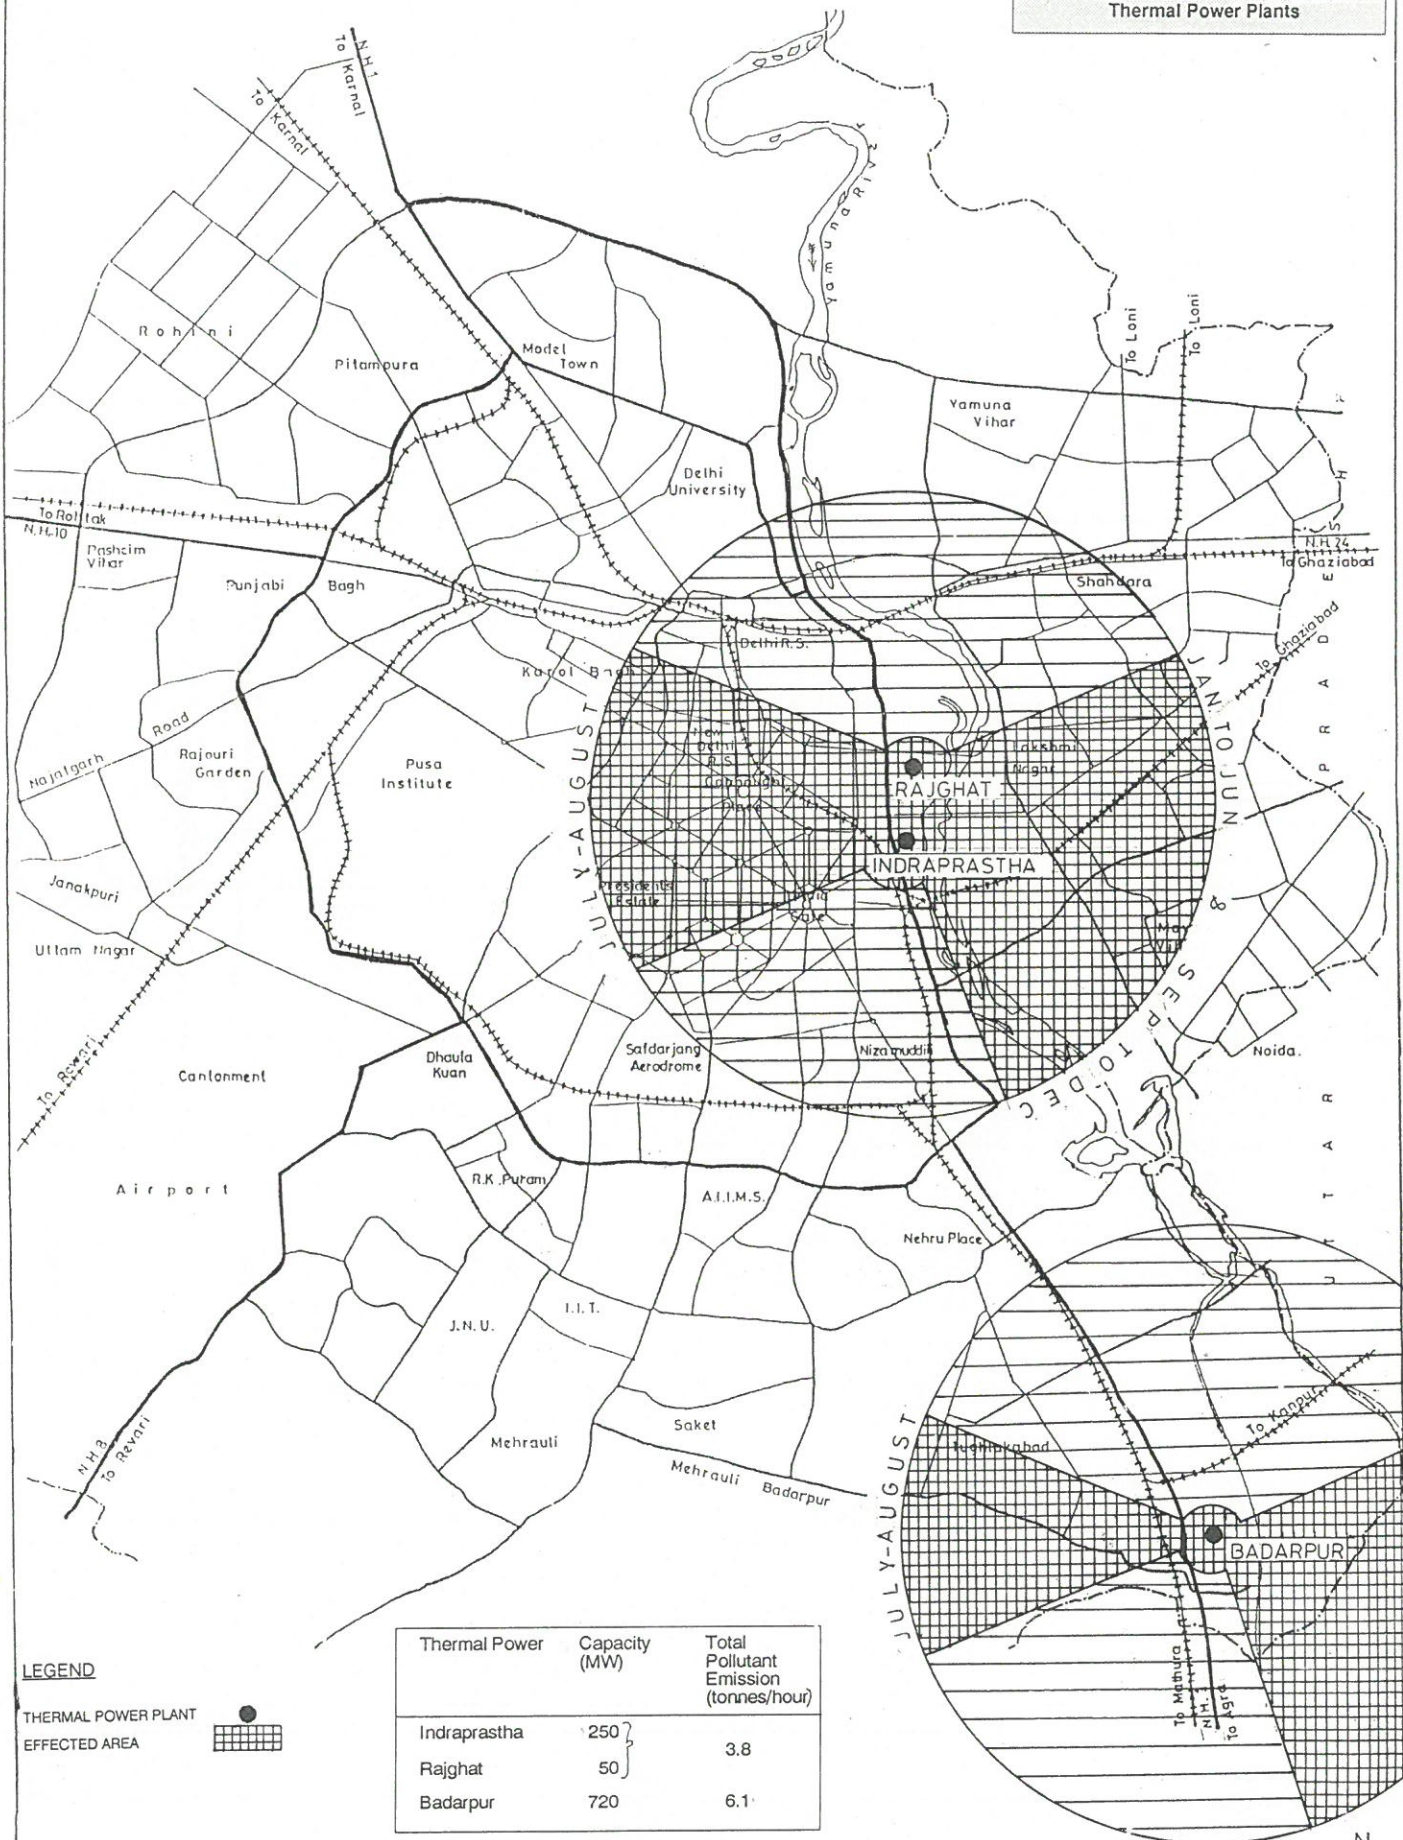 Thermal Power Plants
N.H.1
To Karnal
To Karnal
Yamuna River
Rohini
Pitampura
Model
Town
To Loni
To Loni
Yamuna
Vihar
Delhi
University
To Rohtak
N.H.10
Pashcim
Vihar
Punjabi Bagh
N.H. 24
To Ghaziabad
Shahdara
Delhi R.S.
Karol Bagh
To Ghaziabad
Najafgarh Road
Rajouri
Garden
Pusa
Institute
New
Delhi
R.S.
Connaught
Place
Lakshmi
Nagar
RAJGHAT
INDRAPRASTHA
JULY-AUGUST
JAN TO JUN & SEP TO DEC
UTTAR PRADESH
Janakpuri
Presidents
Estate
India
Gate
Uttam Nagar
To Rewari
Cantonment
Dhaula
Kuan
Safdarjang
Aerodrome
Nizamuddin
Noida.
Airport
R.K.Puram
A.I.I.M.S.
Nehru Place
J.N.U.
I.I.T.
Saket
Mehrauli
Mehrauli Badarpur
N.H.8
To Revari
Tughlakabad
To Kanpur
JULY-AUGUST
BADARPUR
To Mathura
N.H.
To Agra
LEGEND
THERMAL POWER PLANT
EFFECTED AREA
Thermal Power Capacity (MW) Total Pollutant Emission (tonnes/hour)
Indraprastha 250
3.8
Rajghat 50
Badarpur 720 6.1
N